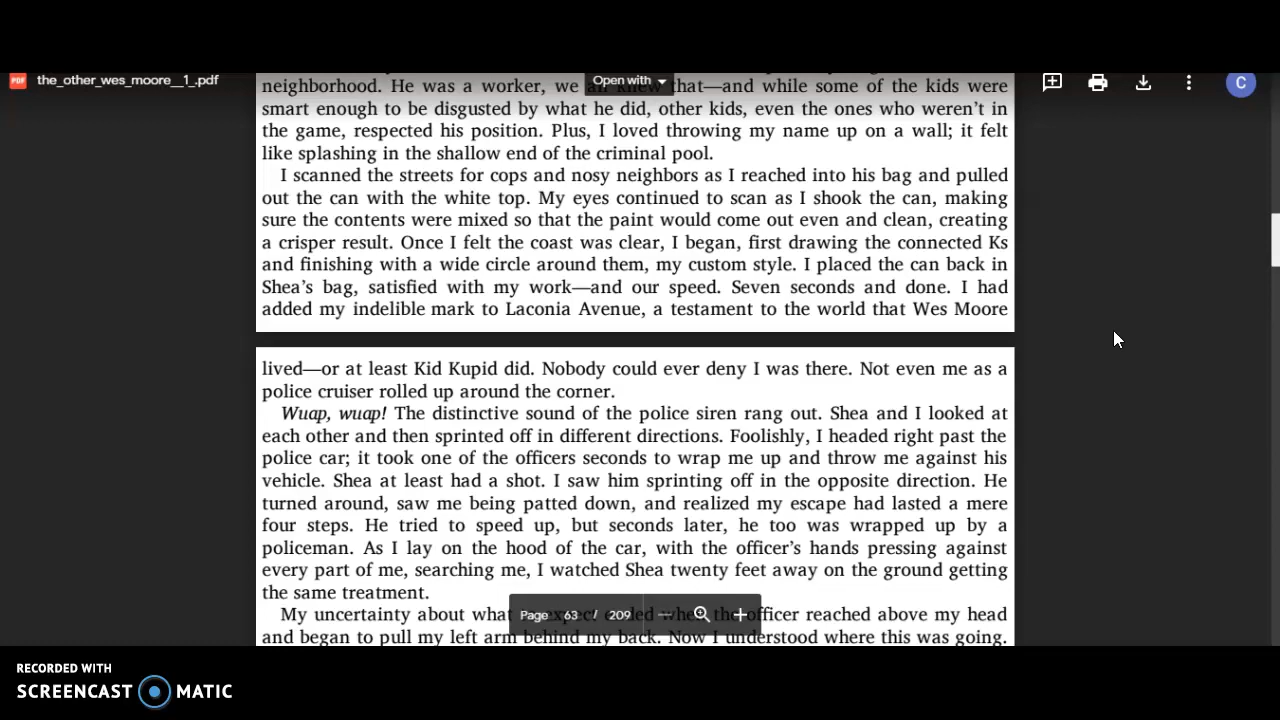 the_other_wes_moore__1_.pdf
Open with
C
neighborhood. He was a worker, we all knew that—and while some of the kids were
smart enough to be disgusted by what he did, other kids, even the ones who weren't in
the game, respected his position. Plus, I loved throwing my name up on a wall; it felt
like splashing in the shallow end of the criminal pool.
I scanned the streets for cops and nosy neighbors as I reached into his bag and pulled
out the can with the white top. My eyes continued to scan as I shook the can, making
sure the contents were mixed so that the paint would come out even and clean, creating
a crisper result. Once I felt the coast was clear, I began, first drawing the connected Ks
and finishing with a wide circle around them, my custom style. I placed the can back in
Shea's bag, satisfied with my work—and our speed. Seven seconds and done. I had
added my indelible mark to Laconia Avenue, a testament to the world that Wes Moore
lived—or at least Kid Kupid did. Nobody could ever deny I was there. Not even me as a
police cruiser rolled up around the corner.
Wuap, wuap! The distinctive sound of the police siren rang out. Shea and I looked at
each other and then sprinted off in different directions. Foolishly, I headed right past the
police car; it took one of the officers seconds to wrap me up and throw me against his
vehicle. Shea at least had a shot. I saw him sprinting off in the opposite direction. He
turned around, saw me being patted down, and realized my escape had lasted a mere
four steps. He tried to speed up, but seconds later, he too was wrapped up by a
policeman. As I lay on the hood of the car, with the officer's hands pressing against
every part of me, searching me, I watched Shea twenty feet away on the ground getting
the same treatment.
My uncertainty about what expect ended when the officer reached above my head
and began to pull my left arm behind my back. Now I understood where this was going.
Page 63 / 209
RECORDED WITH
SCREENCAST MATIC